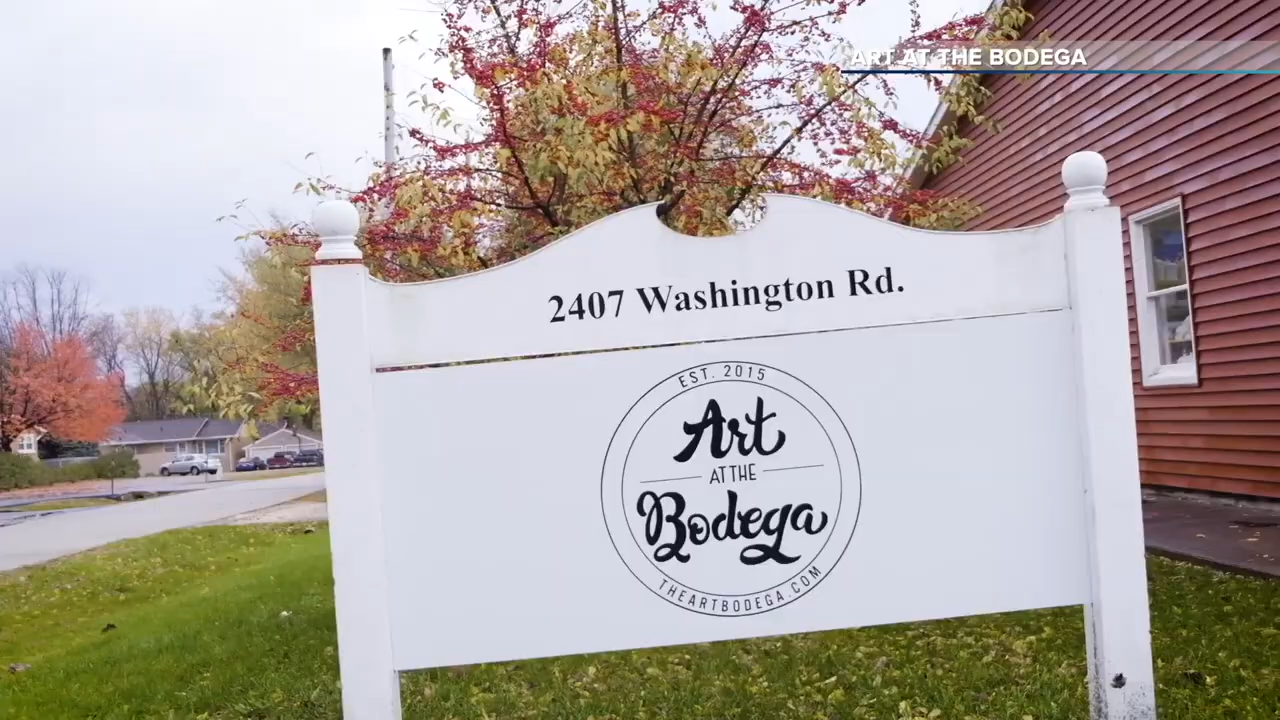 ART AT THE BODEGA
2407 Washington Rd.
EST. 2015
Art
AT THE
Bodega
THEARTBODEGA.COM